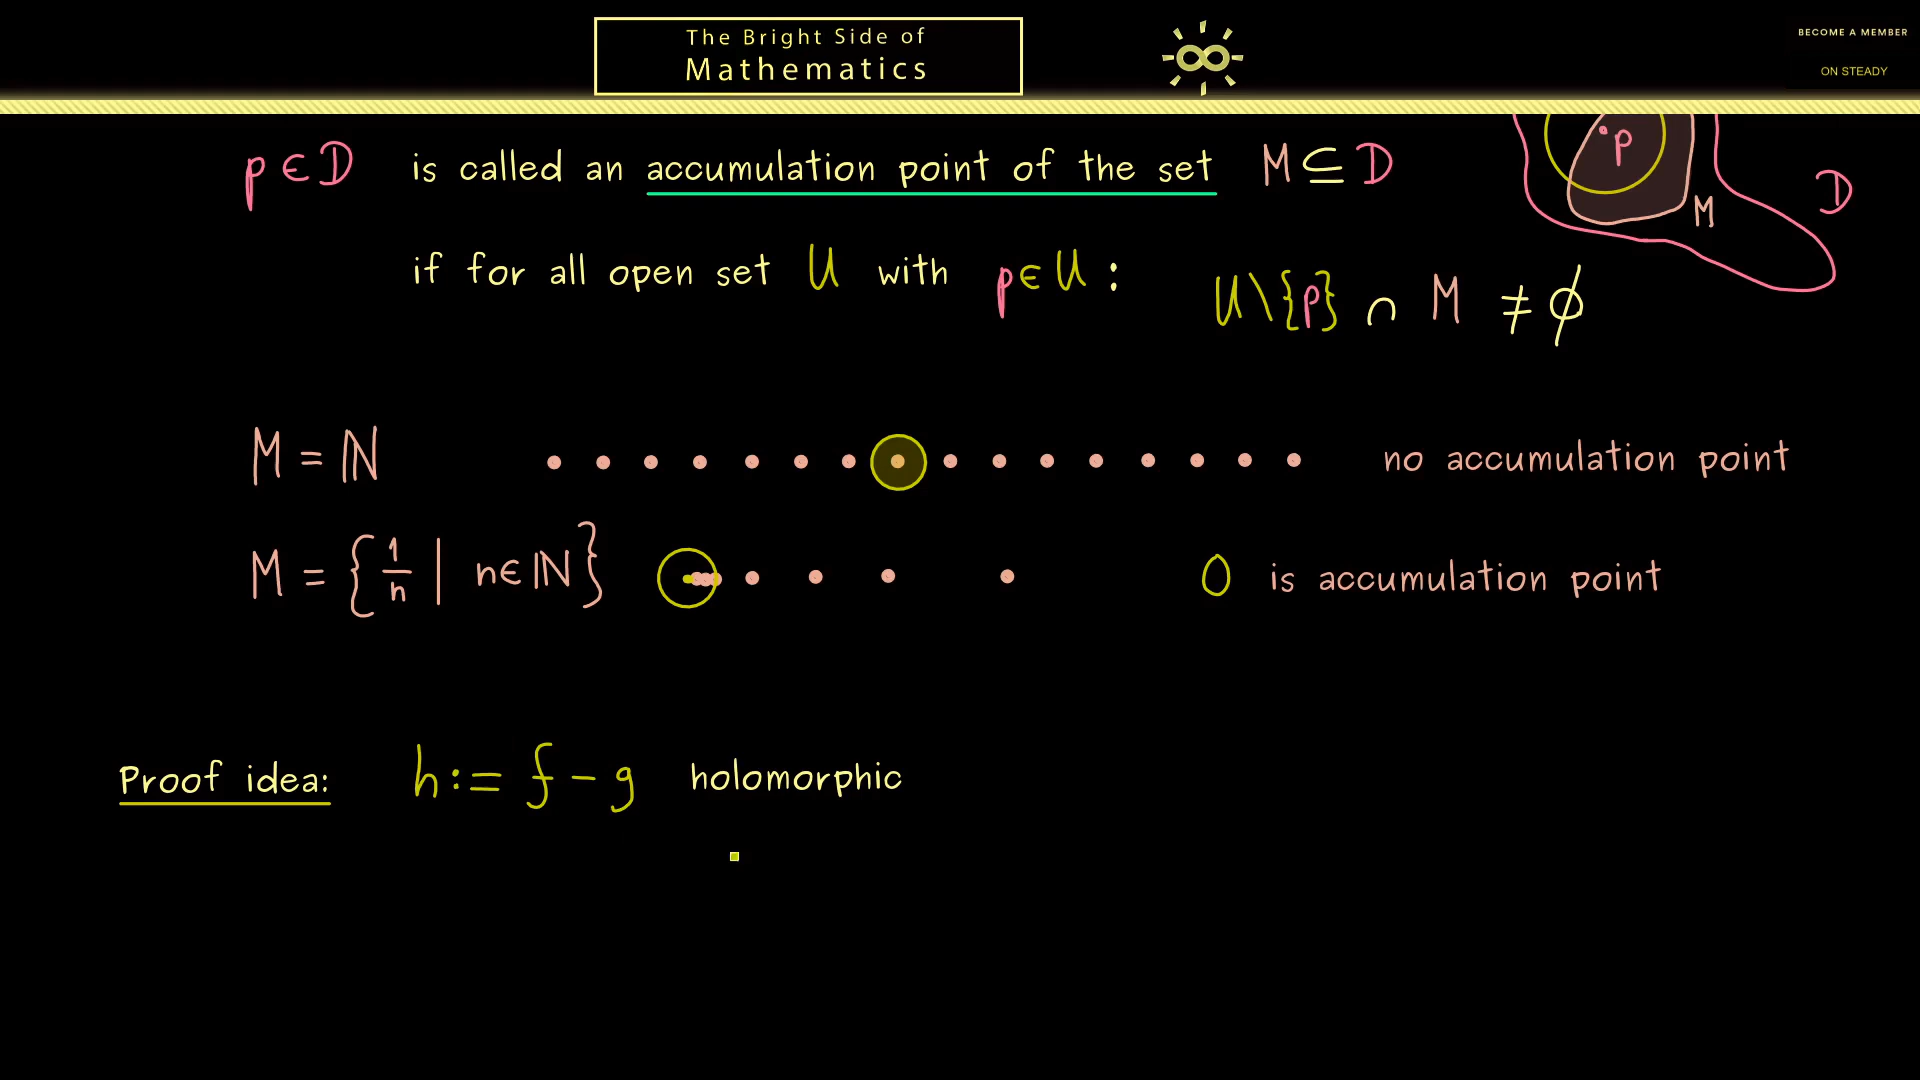 The Bright Side of
Mathematics
BECOME A MEMBER
ON STEADY
p ∈ D is called an accumulation point of the set M ⊆ D
if for all open set U with p ∈ U : U \ {p} ∩ M ≠ ∅
p
M
D
M = ℕ no accumulation point
M = { 1/n | n ∈ ℕ } 0 is accumulation point
Proof idea: h := f − g holomorphic